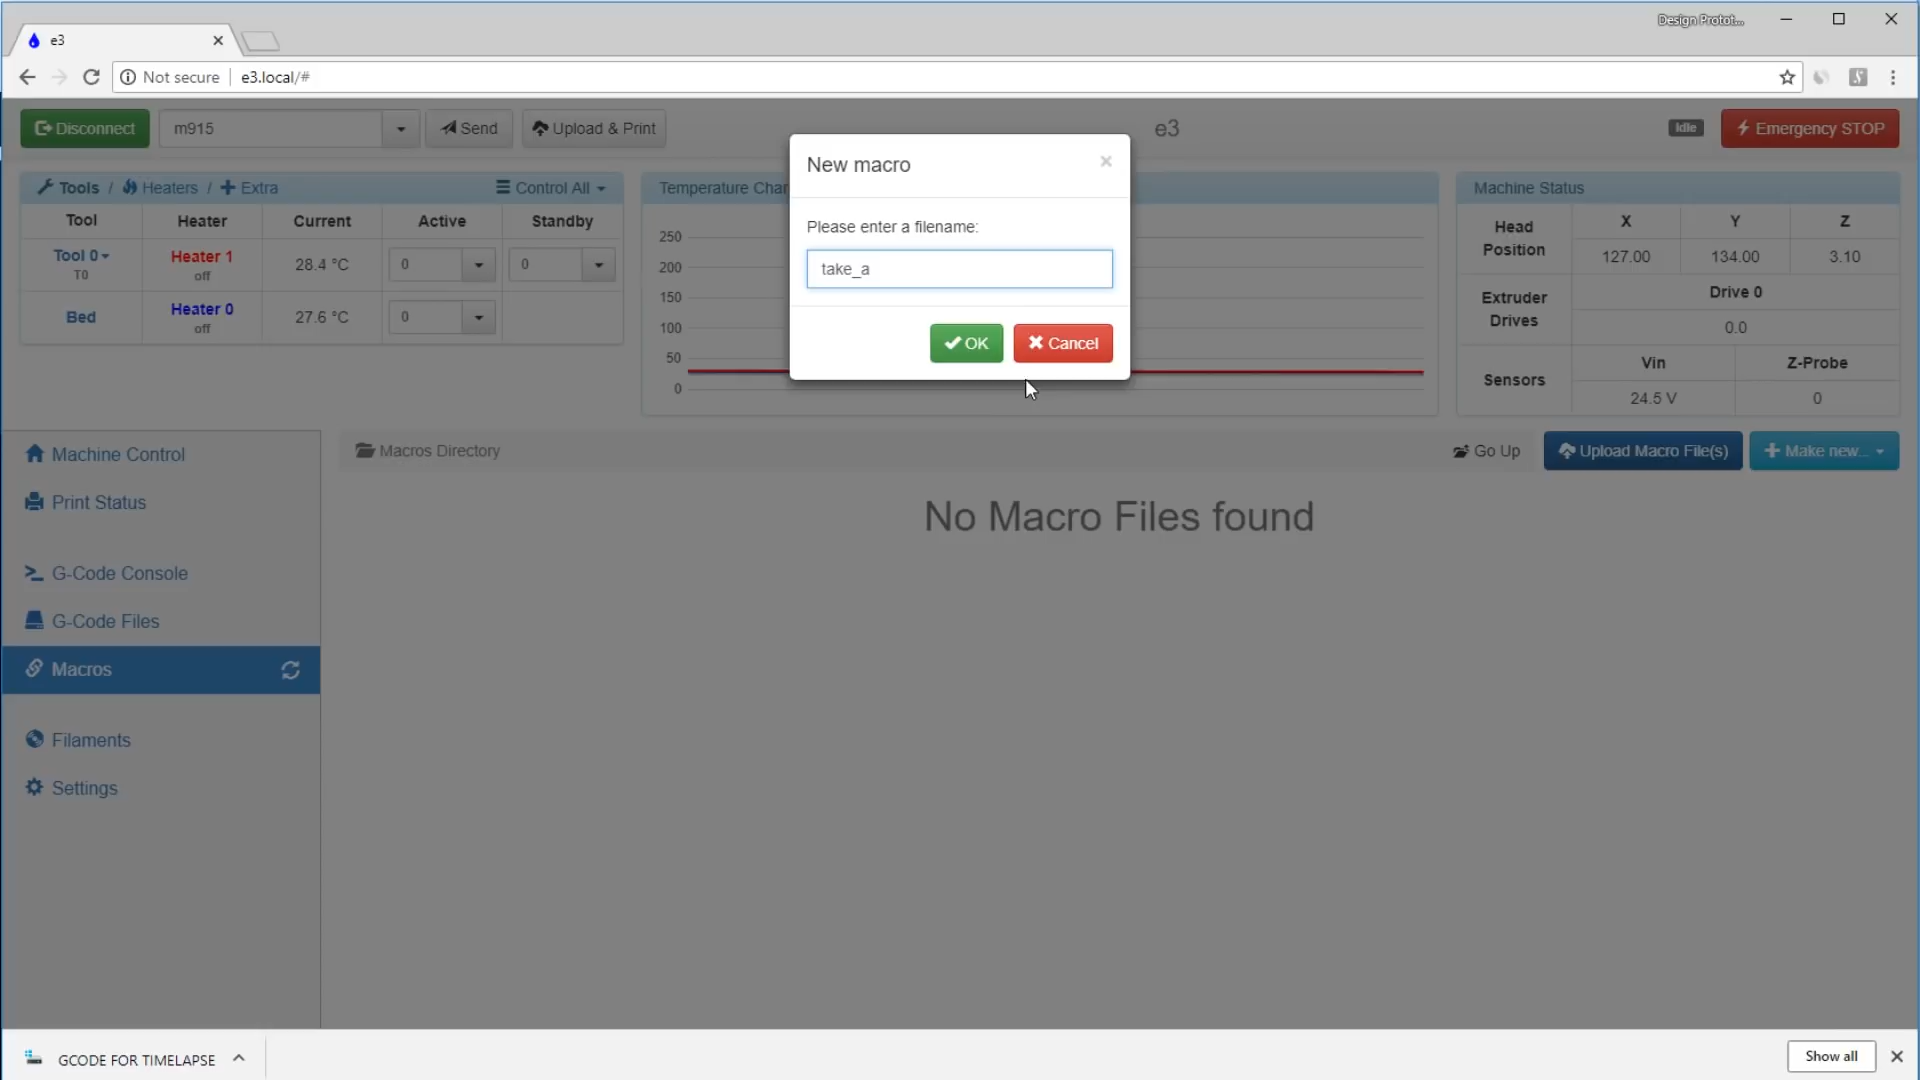 Design Protot...
e3
Not secure | e3.local/#
Disconnect m915 Send Upload & Print e3 Idle Emergency STOP
Tools / Heaters / Extra Control All
Tool Heater Current Active Standby
Tool 0 Heater 1 28.4 °C 0 0
T0 off
Bed Heater 0 27.6 °C 0
off
Temperature Char
250
200
150
100
50
0
New macro ×
Please enter a filename:
take_a
OK Cancel
Machine Status
Head Position X Y Z
127.00 134.00 3.10
Extruder Drives Drive 0
0.0
Sensors Vin Z-Probe
24.5 V 0
Machine Control
Print Status
G-Code Console
G-Code Files
Macros
Filaments
Settings
Macros Directory Go Up Upload Macro File(s) Make new...
No Macro Files found
GCODE FOR TIMELAPSE Show all